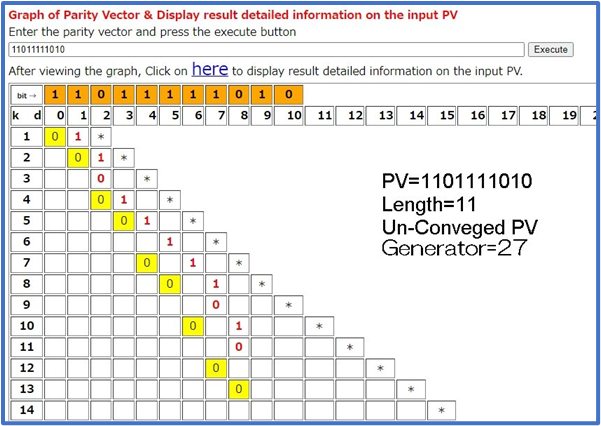 Graph of Parity Vector & Display result detailed information on the input PV
Enter the parity vector and press the execute button
11011111010 Execute
After viewing the graph, Click on here to display result detailed information on the input PV.
bit → 1 1 0 1 1 1 1 1 0 1 0
k d 0 1 2 3 4 5 6 7 8 9 10 11 12 13 14 15 16 17 18 19 2
1 0 1 *
2 0 1 *
3 0 *
4 0 1 *
5 0 1 *
6 1 *
7 0 1 *
8 0 1 *
9 0 *
10 0 1 *
11 0 *
12 0 *
13 0 *
14 *
PV=1101111010
Length=11
Un-Conveged PV
Generator=27